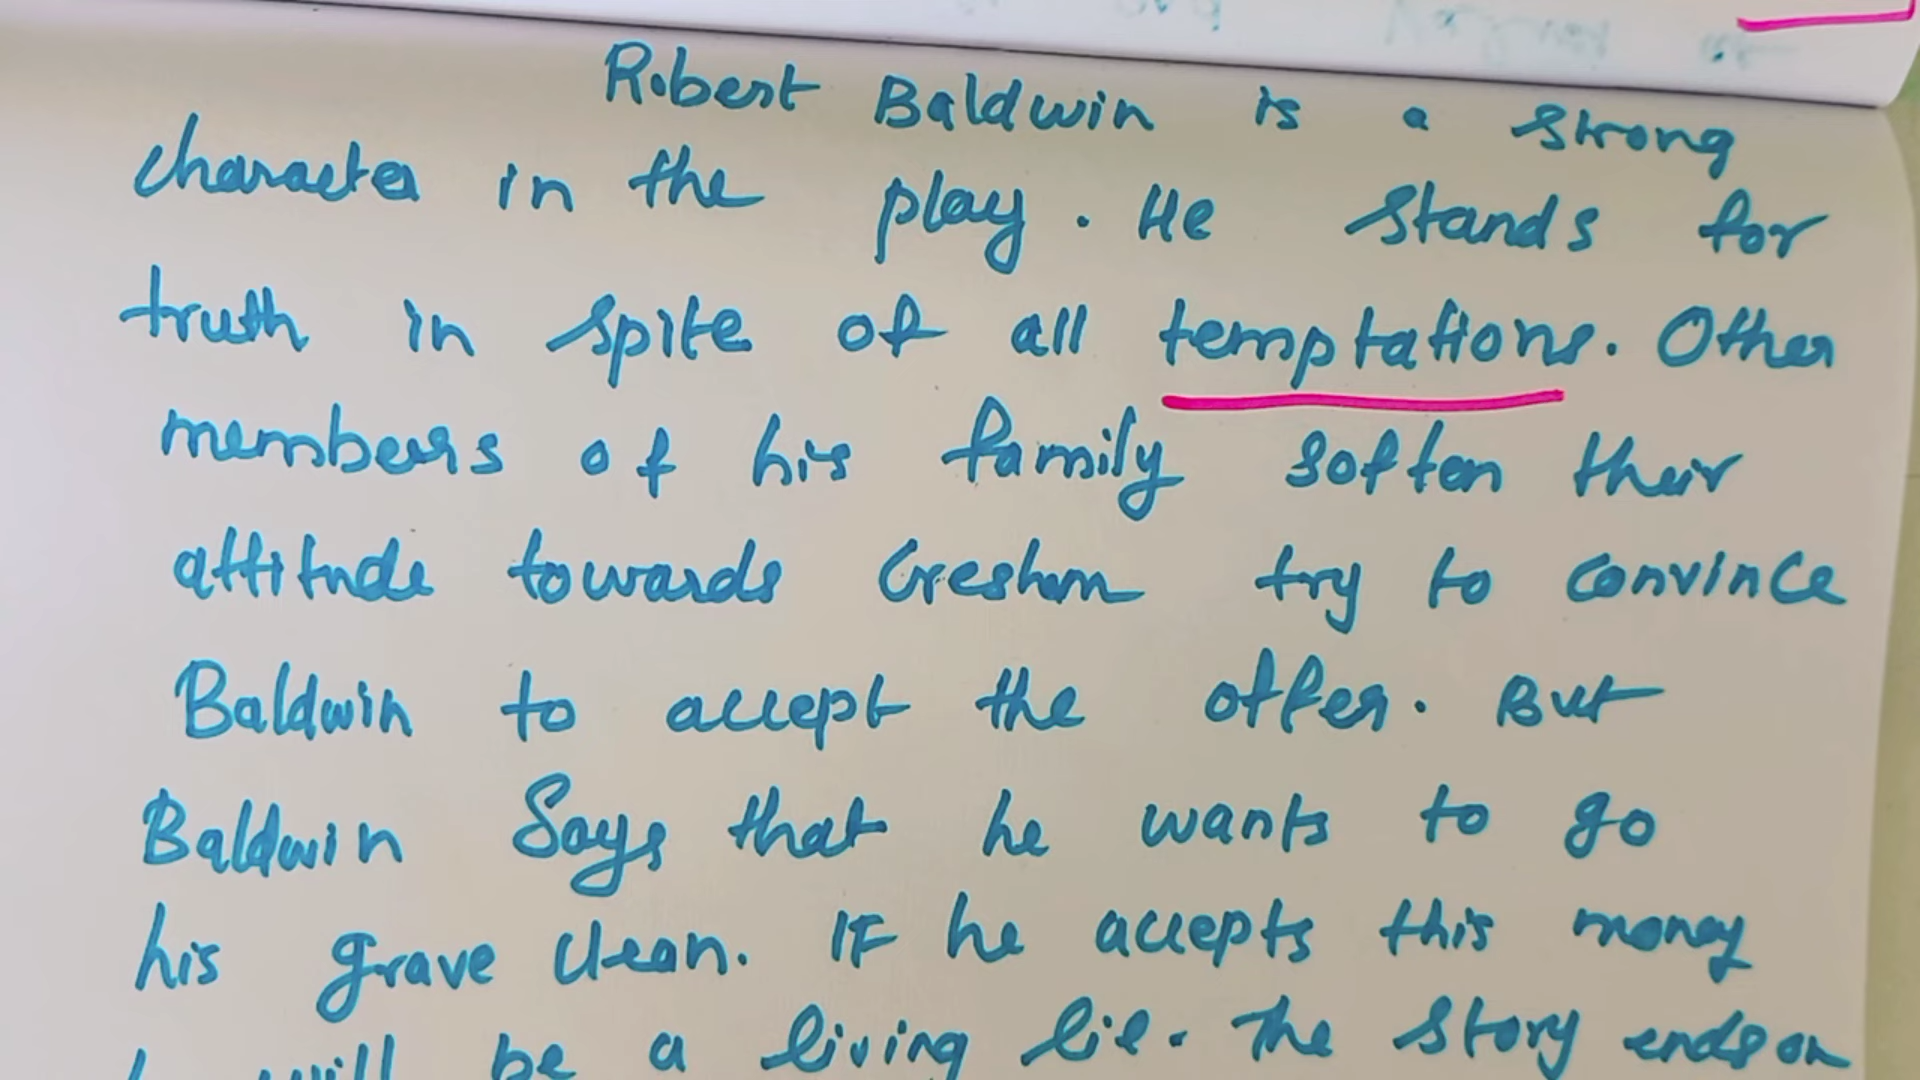 Robert Baldwin is a strong
character in the play. He stands for
truth in spite of all temptations. Other
members of his family soften their
attitude towards Gresham try to convince
Baldwin to accept the offer. But
Baldwin says that he wants to go
his grave clean. If he accepts this money
will be a living lie. The story ends on